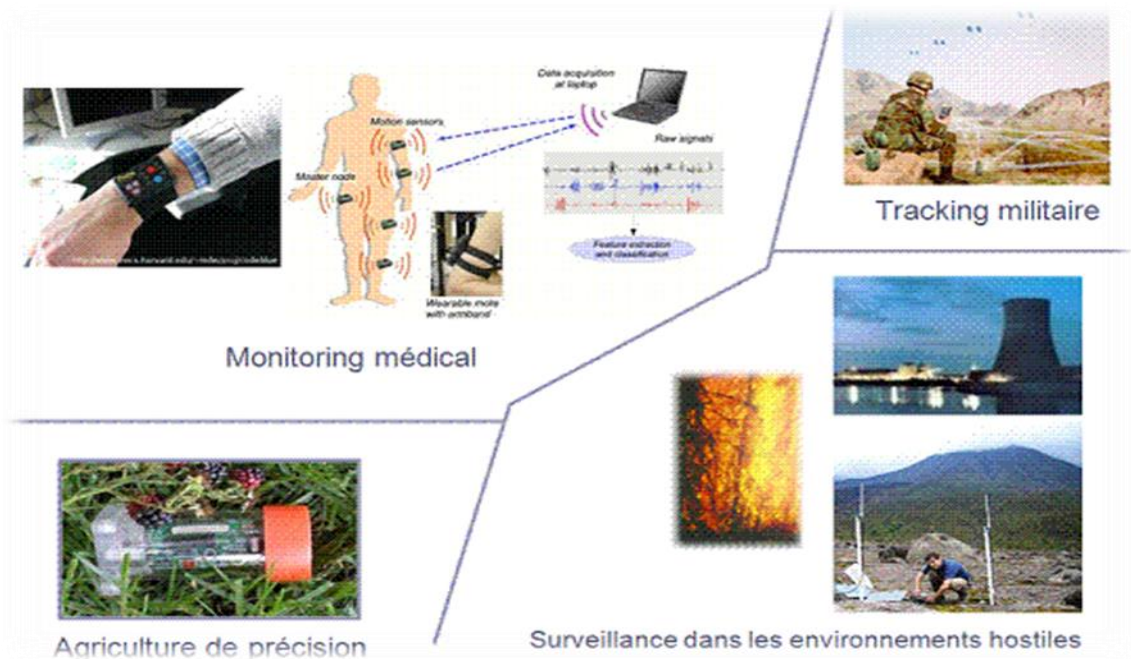 Data acquisition
at laptop
Motion sensors
Raw signals
Master node
Feature extraction
and classification
Wearable mote
with armband
Monitoring médical
Tracking militaire
Agriculture de précision
Surveillance dans les environnements hostiles